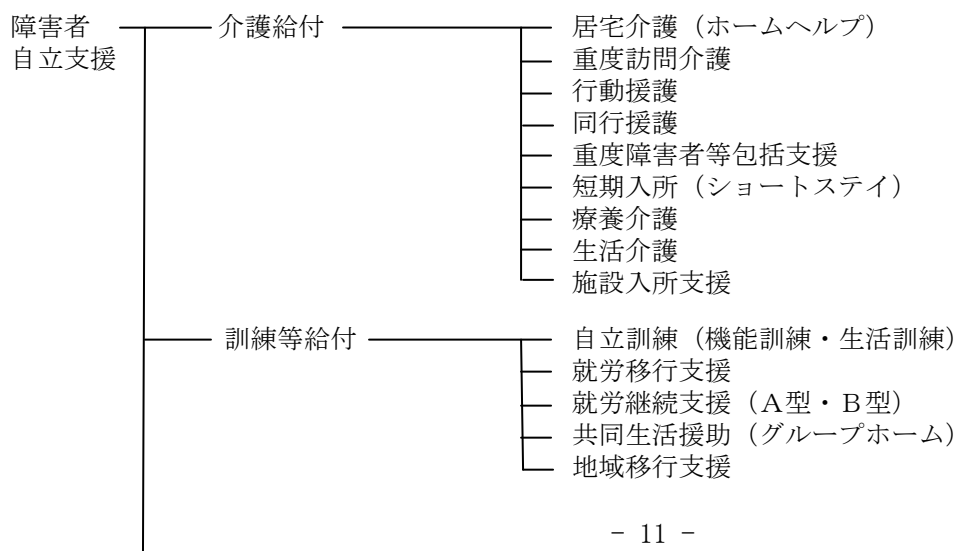 障害者 介護給付 居宅介護（ホームヘルプ）
自立支援 重度訪問介護
行動援護
同行援護
重度障害者等包括支援
短期入所（ショートステイ）
療養介護
生活介護
施設入所支援
訓練等給付 自立訓練（機能訓練・生活訓練）
就労移行支援
就労継続支援（Ａ型・Ｂ型）
共同生活援助（グループホーム）
地域移行支援
- 11 -